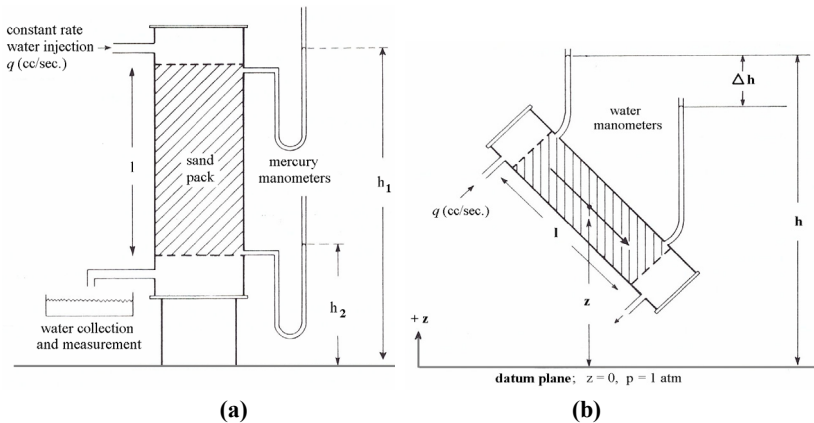 constant rate
water injection
q (cc/sec.)
l
sand
pack
mercury
manometers
h1
h2
water collection
and measurement
(a)
Δh
water
manometers
q (cc/sec.)
l
h
z
+ z
datum plane; z = 0, p = 1 atm
(b)